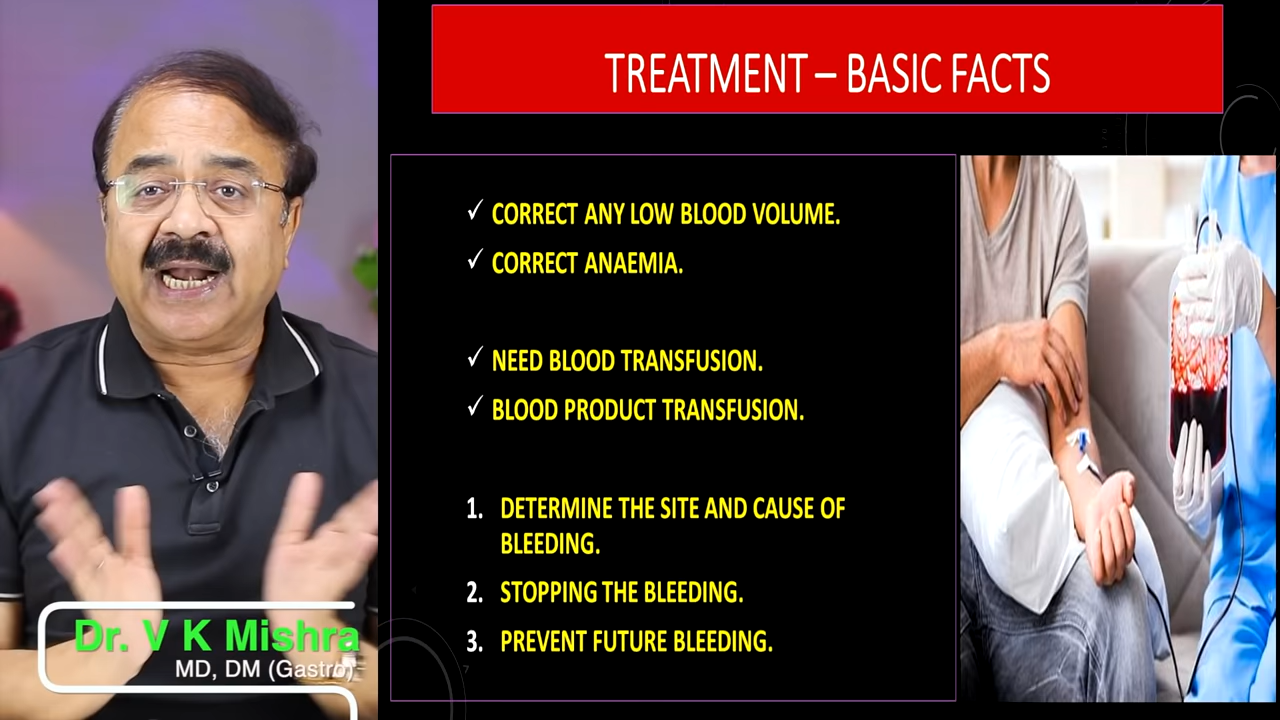 TREATMENT – BASIC FACTS
✓ CORRECT ANY LOW BLOOD VOLUME.
✓ CORRECT ANAEMIA.
✓ NEED BLOOD TRANSFUSION.
✓ BLOOD PRODUCT TRANSFUSION.
1. DETERMINE THE SITE AND CAUSE OF
BLEEDING.
2. STOPPING THE BLEEDING.
3. PREVENT FUTURE BLEEDING.
Dr. V K Mishra
MD, DM (Gastro)